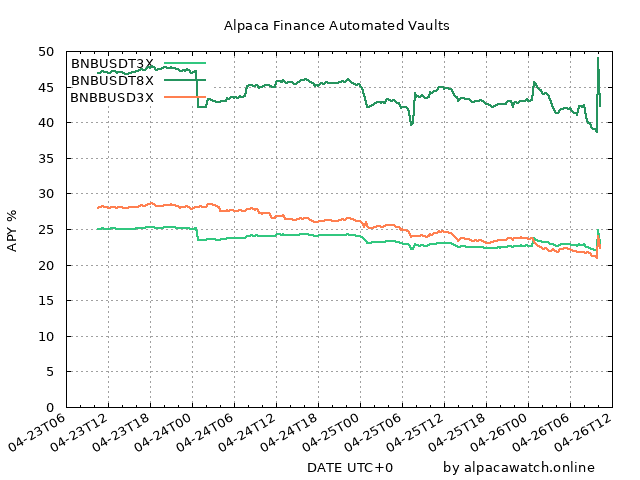 Alpaca Finance Automated Vaults
BNBUSDT3X
BNBUSDT8X
BNBBUSD3X
APY %
50
45
40
35
30
25
20
15
10
5
0
04-23T06
04-23T12
04-23T18
04-24T00
04-24T06
04-24T12
04-24T18
04-25T00
04-25T06
04-25T12
04-25T18
04-26T00
04-26T06
04-26T12
DATE UTC+0
by alpacawatch.online